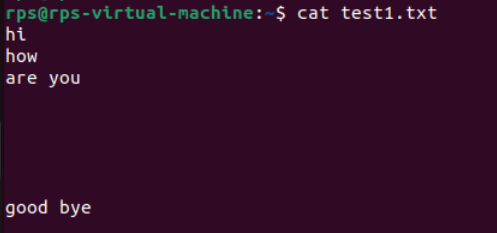 rps@rps-virtual-machine:~$ cat test1.txt
hi
how
are you
good bye